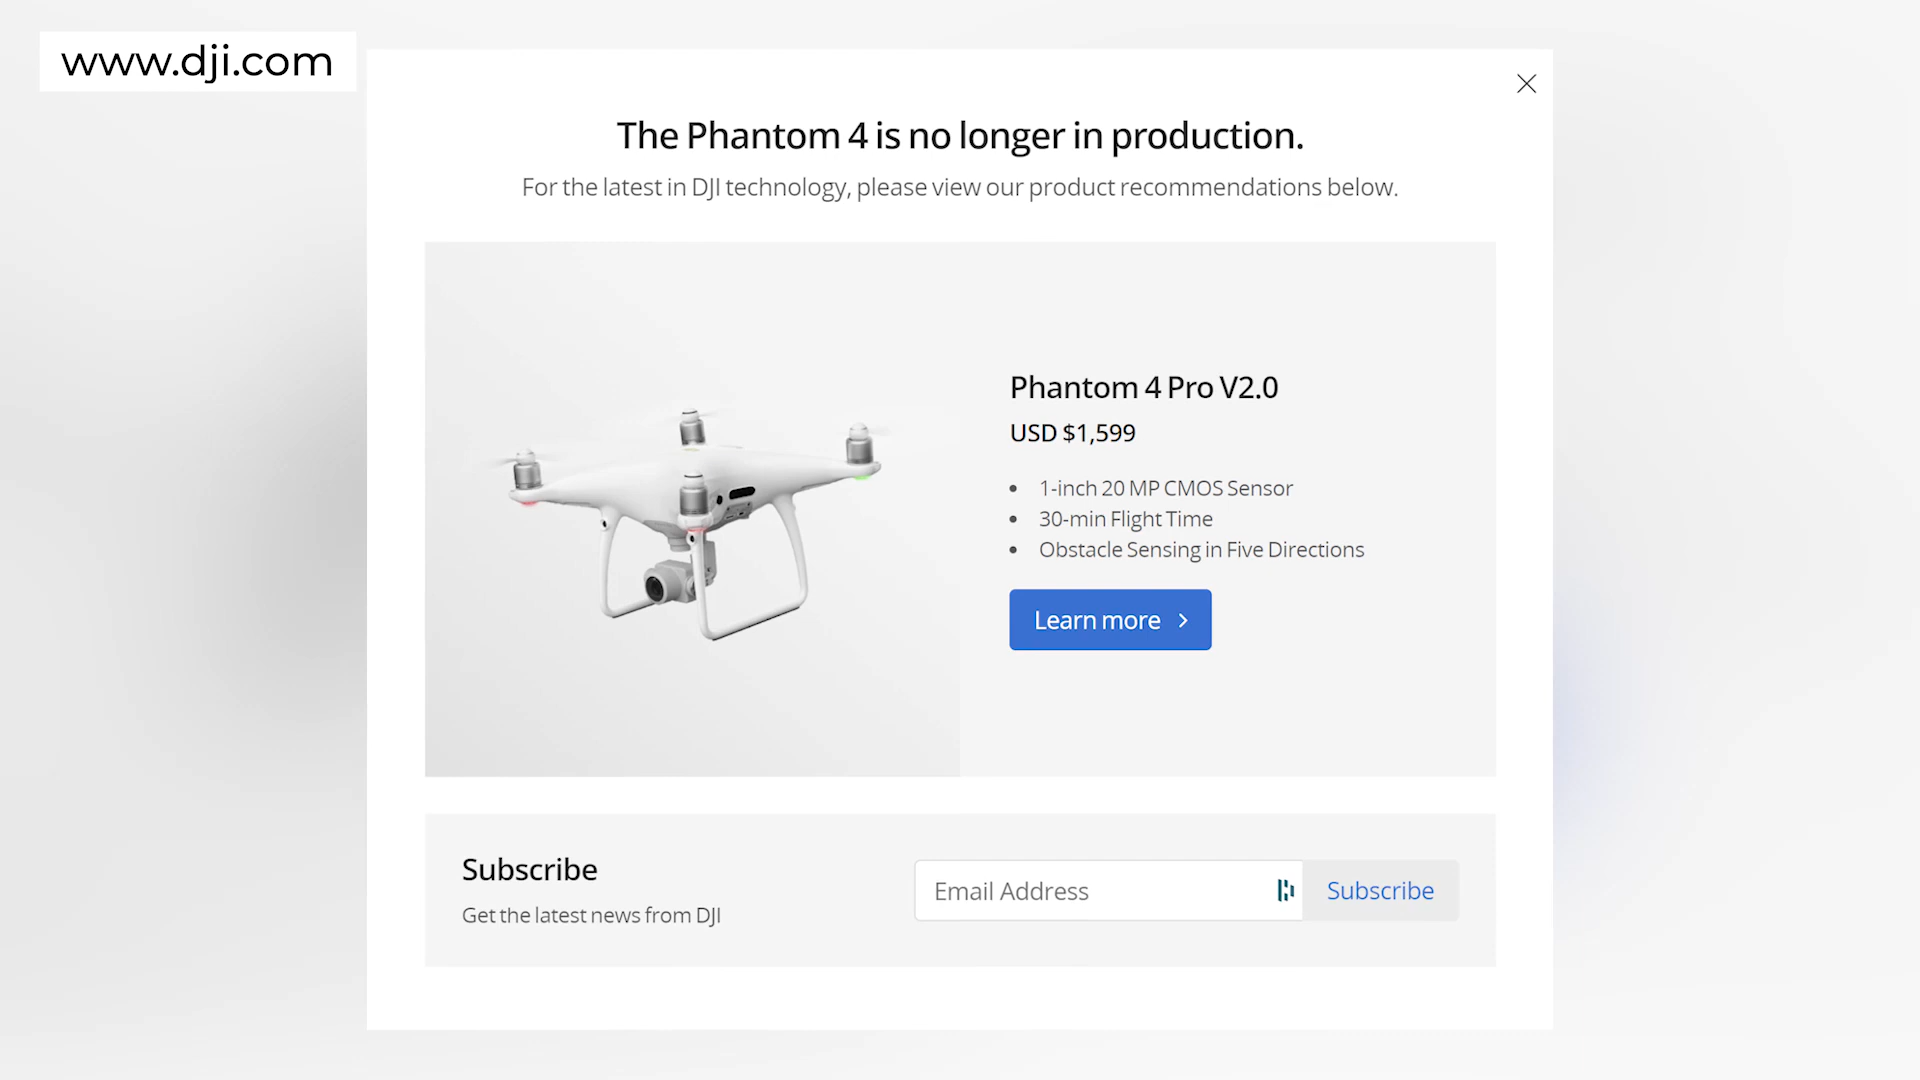 www.dji.com
The Phantom 4 is no longer in production.
For the latest in DJI technology, please view our product recommendations below.
Phantom 4 Pro V2.0
USD $1,599
• 1-inch 20 MP CMOS Sensor
• 30-min Flight Time
• Obstacle Sensing in Five Directions
Learn more >
Subscribe
Get the latest news from DJI
Email Address
Subscribe